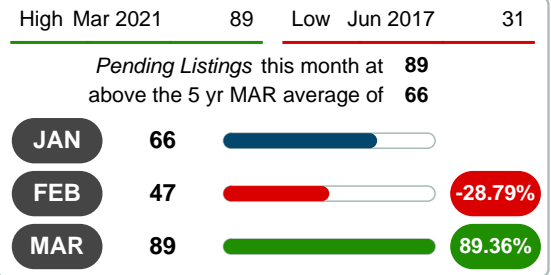 High Mar 2021 89 Low Jun 2017 31
Pending Listings this month at 89
above the 5 yr MAR average of 66
JAN 66
FEB 47 -28.79%
MAR 89 89.36%